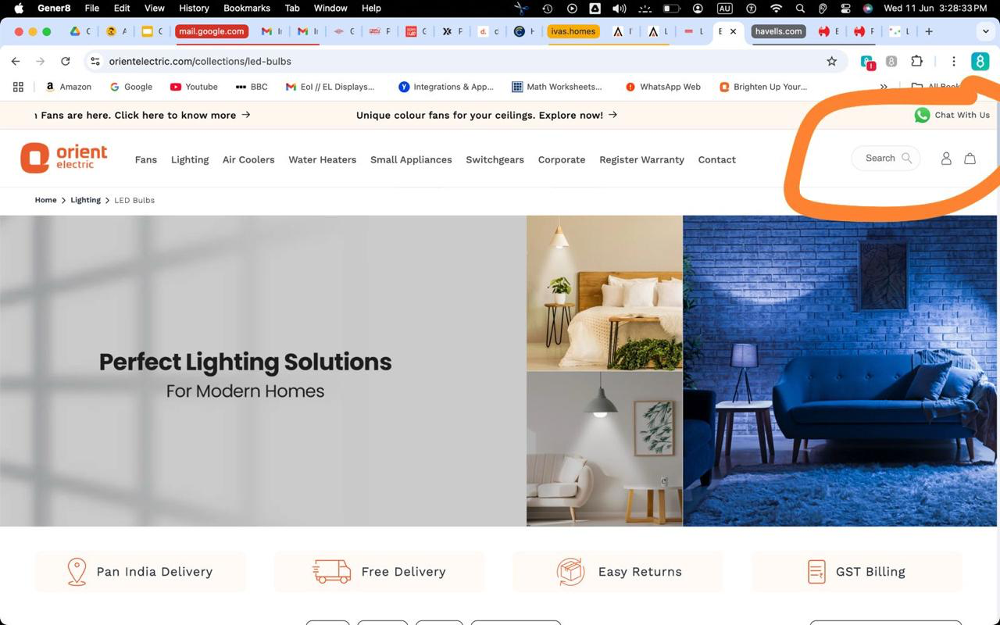 Gener8 File Edit View History Bookmarks Tab Window Help AU Wed 11 Jun 3:28:33 PM
mail.google.com ivas.homes havells.com
orientelectric.com/collections/led-bulbs
Amazon Google Youtube BBC EoI // EL Displays... Integrations & App... Math Worksheets... WhatsApp Web Brighten Up Your... » All Book
Fans are here. Click here to know more → Unique colour fans for your ceilings. Explore now! → Chat With Us
orient
electric
Fans Lighting Air Coolers Water Heaters Small Appliances Switchgears Corporate Register Warranty Contact Search
Home > Lighting > LED Bulbs
Perfect Lighting Solutions
For Modern Homes
Pan India Delivery Free Delivery Easy Returns GST Billing